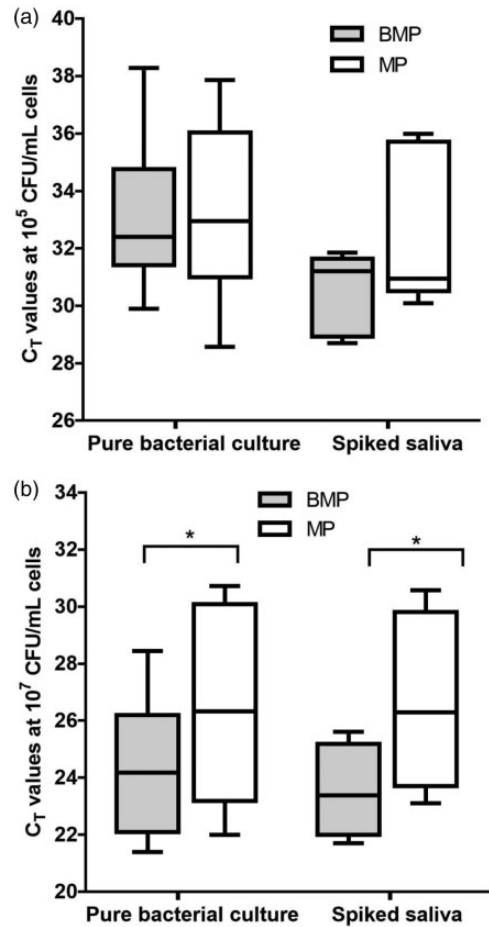 (a)
40
38
36
34
32
30
28
26
C_T values at 10^5 CFU/mL cells
BMP
MP
Pure bacterial culture
Spiked saliva
(b)
34
32
30
28
26
24
22
20
C_T values at 10^7 CFU/mL cells
BMP
MP
*
*
Pure bacterial culture
Spiked saliva